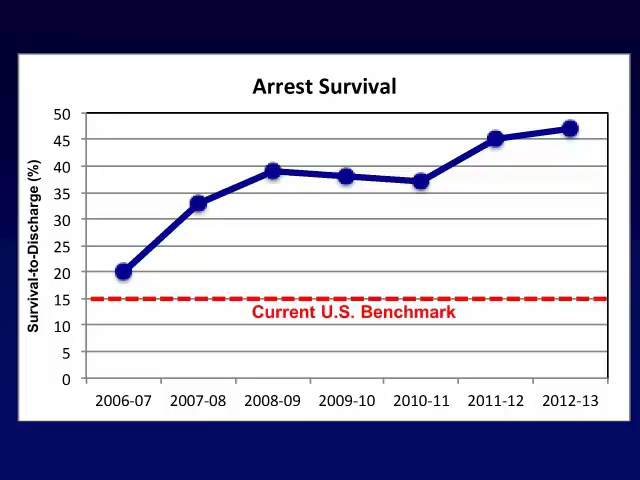 Arrest Survival
Survival-to-Discharge (%)
50
45
40
35
30
25
20
15
10
5
0
Current U.S. Benchmark
2006-07 2007-08 2008-09 2009-10 2010-11 2011-12 2012-13